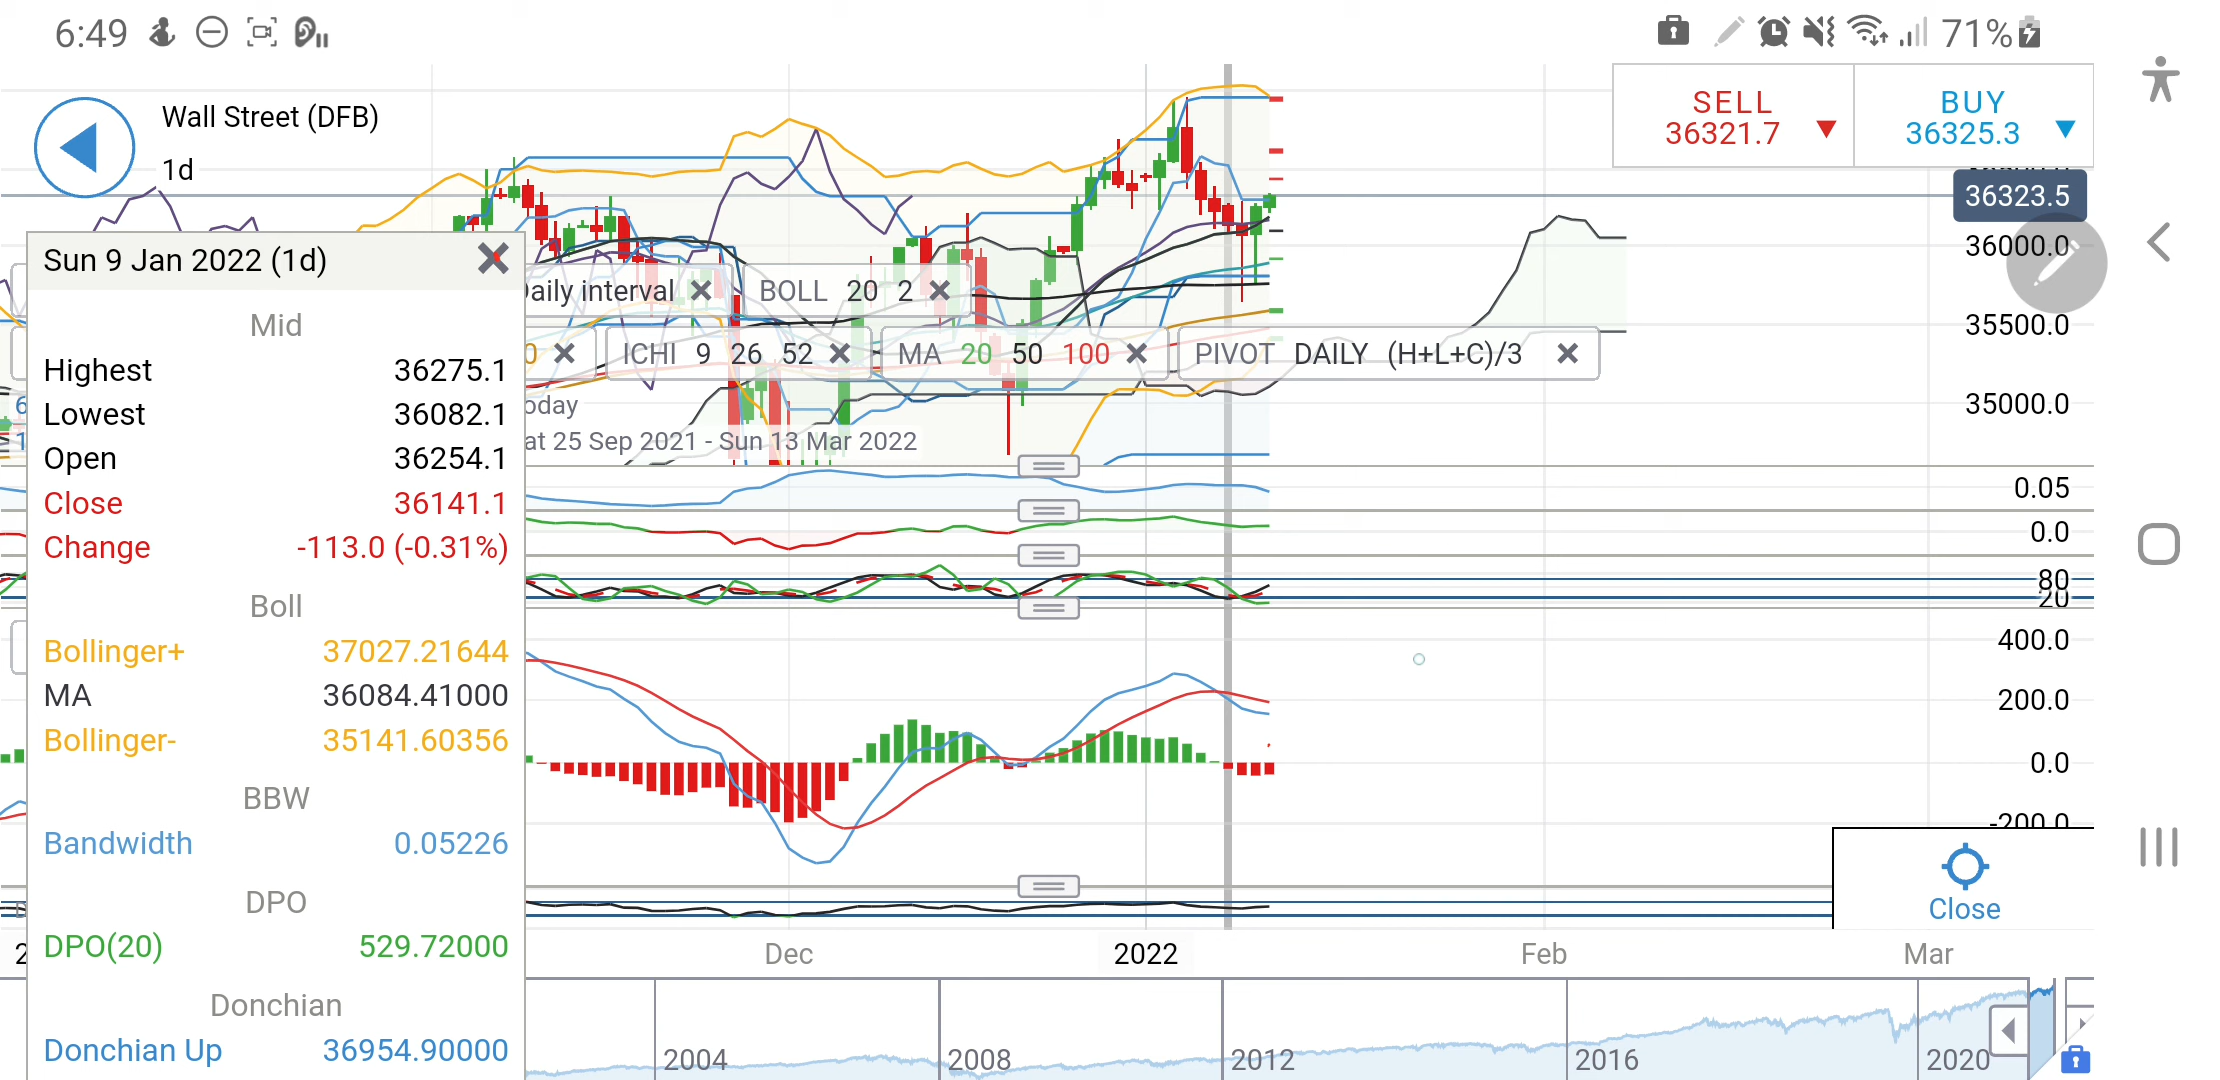 6:49
71%
Wall Street (DFB)
1d
SELL
36321.7
BUY
36325.3
36323.5
36000.0
35500.0
35000.0
Sun 9 Jan 2022 (1d)
Mid
Highest 36275.1
Lowest 36082.1
Open 36254.1
Close 36141.1
Change -113.0 (-0.31%)
Boll
Bollinger+ 37027.21644
MA 36084.41000
Bollinger- 35141.60356
BBW
Bandwidth 0.05226
DPO
DPO(20) 529.72000
Donchian
Donchian Up 36954.90000
Daily interval
BOLL 20 2
0
ICHI 9 26 52
MA 20 50 100
PIVOT DAILY (H+L+C)/3
oday
at 25 Sep 2021 - Sun 13 Mar 2022
0.05
0.0
80
20
400.0
200.0
0.0
-200.0
Close
2
Dec
2022
Feb
Mar
2004
2008
2012
2016
2020